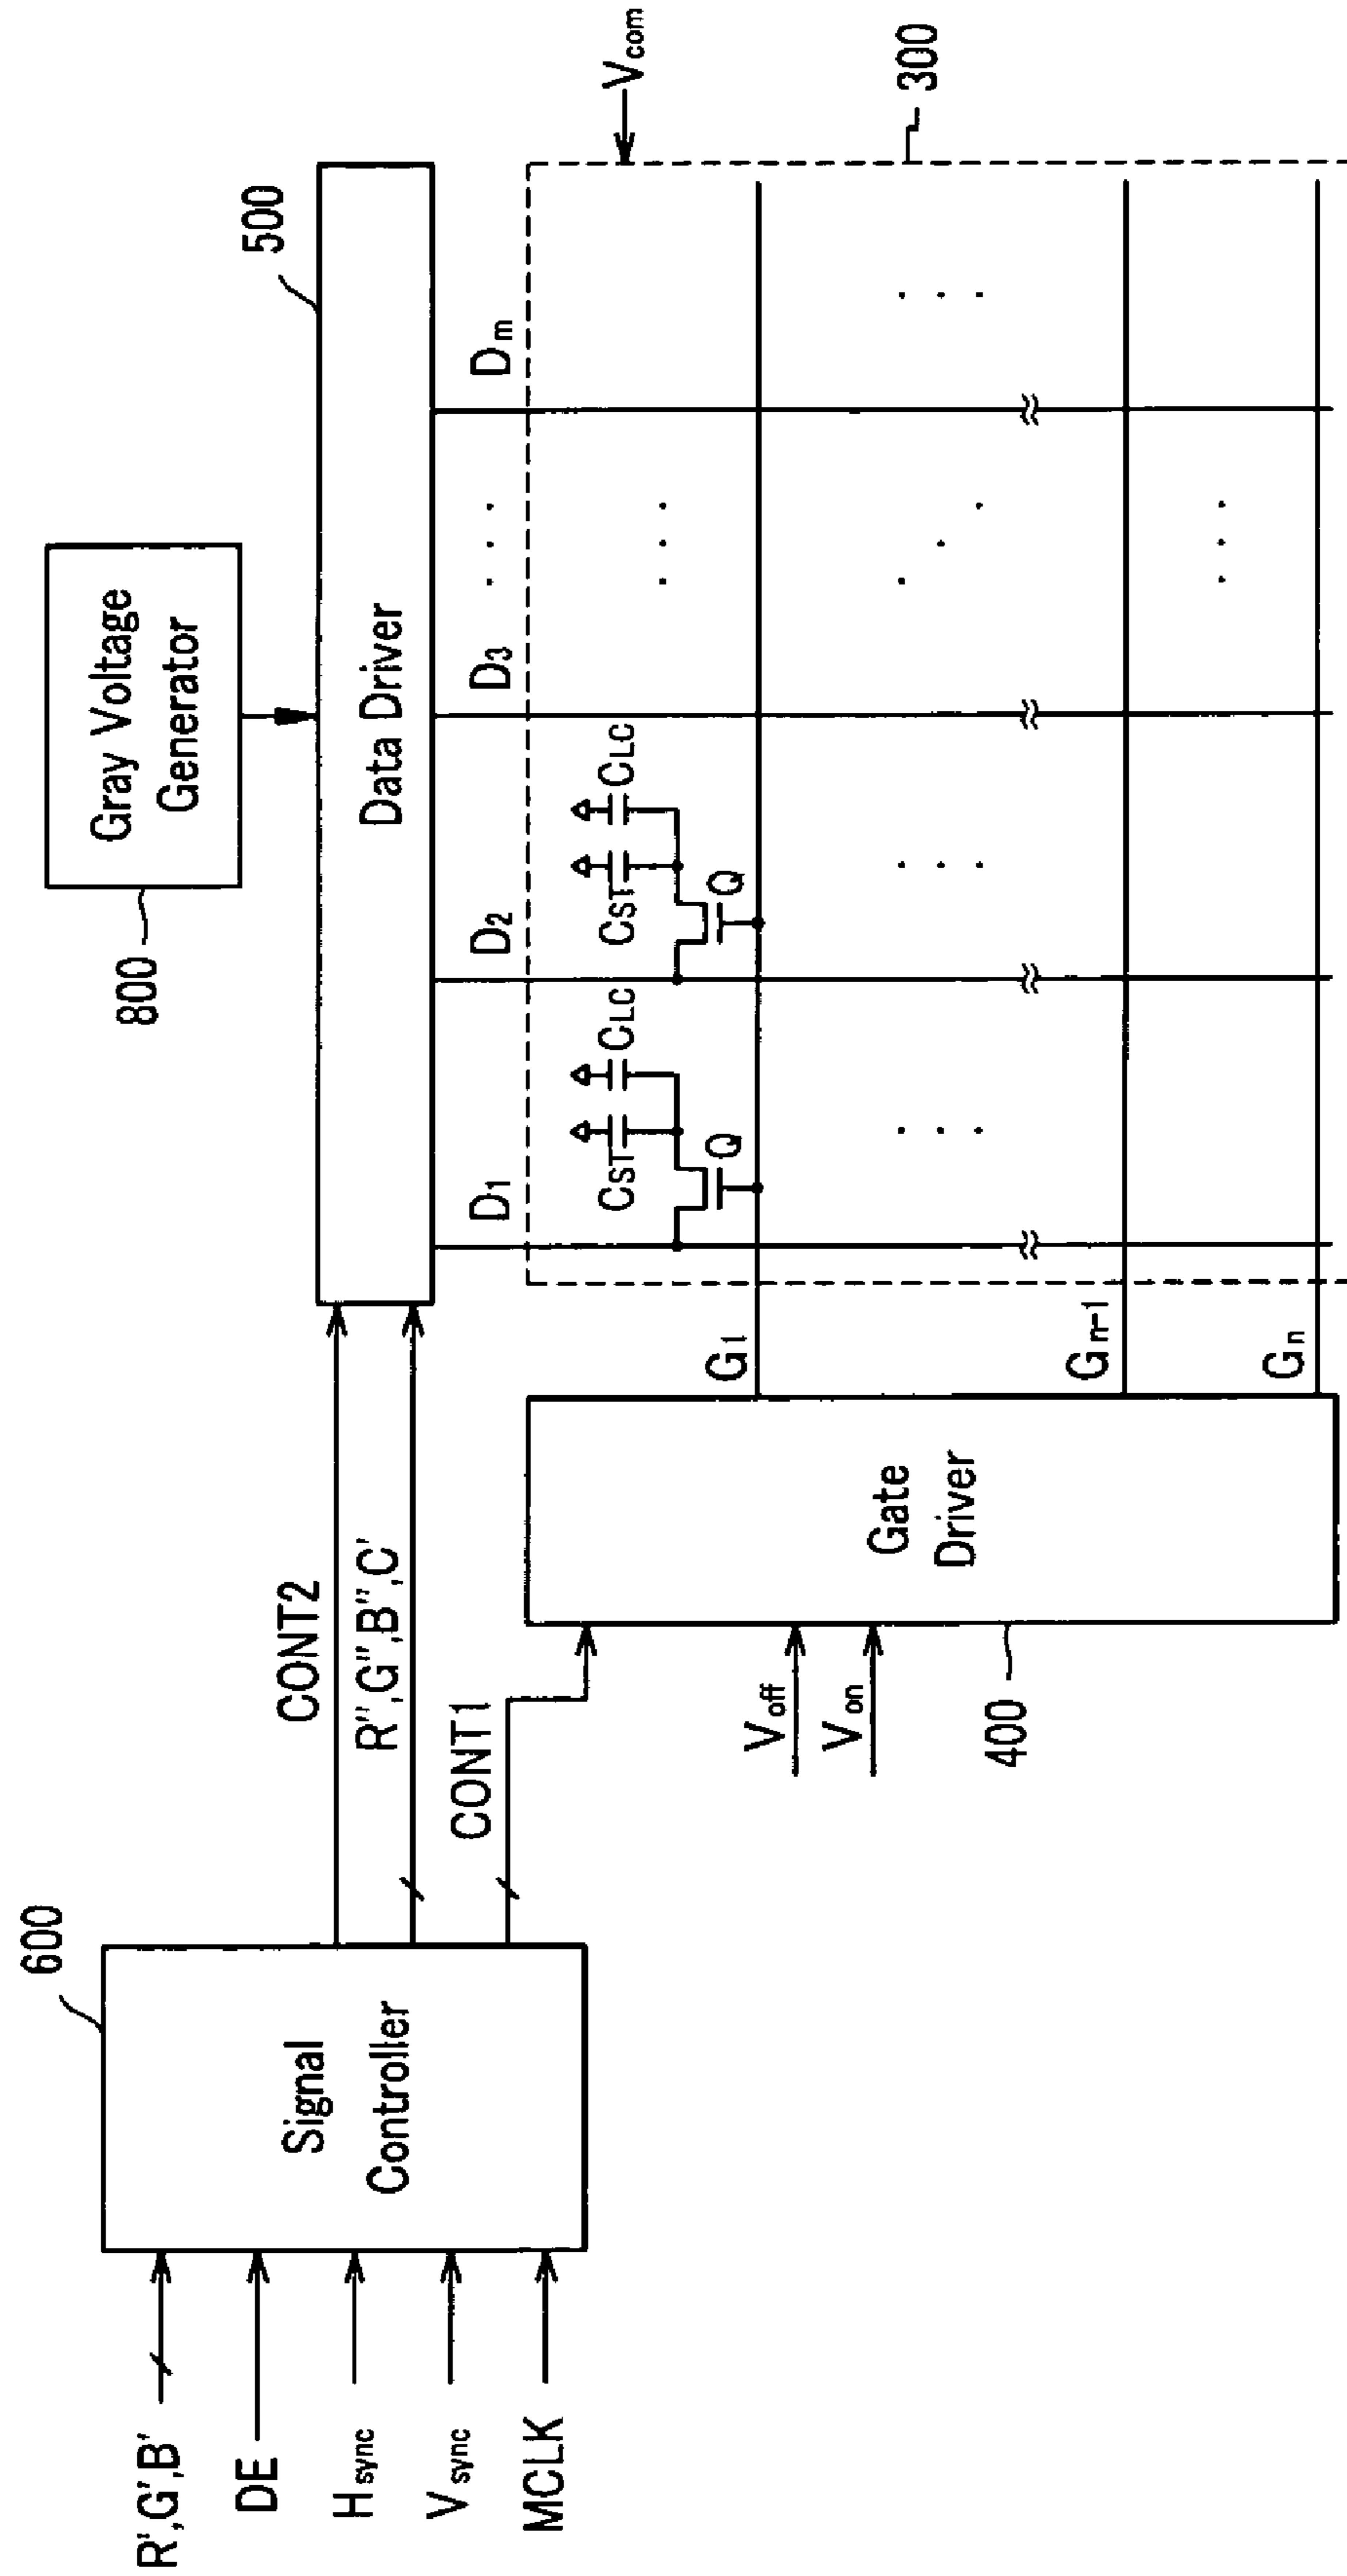 800
Gray Voltage
Generator
500
Data Driver
600
Signal
Controller
R',G',B'
DE
Hsync
Vsync
MCLK
CONT2
R'',G'',B'',C'
CONT1
D1
D2
D3
. . .
Dm
Vcom
300
CST
CLC
Q
CST
CLC
Q
Voff
Von
400
Gate
Driver
G1
Gn-1
Gn